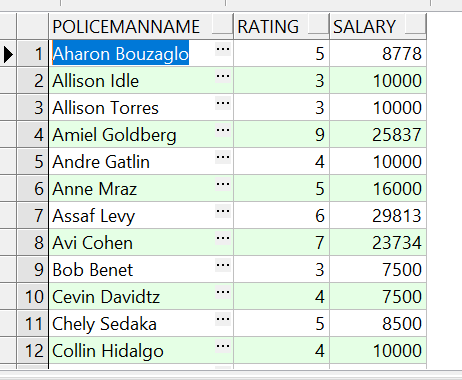 POLICEMANNAME RATING SALARY
1 Aharon Bouzaglo ... 5 8778
2 Allison Idle ... 3 10000
3 Allison Torres ... 3 10000
4 Amiel Goldberg ... 9 25837
5 Andre Gatlin ... 4 10000
6 Anne Mraz ... 5 16000
7 Assaf Levy ... 6 29813
8 Avi Cohen ... 7 23734
9 Bob Benet ... 3 7500
10 Cevin Davidtz ... 4 7500
11 Chely Sedaka ... 5 8500
12 Collin Hidalgo ... 4 10000